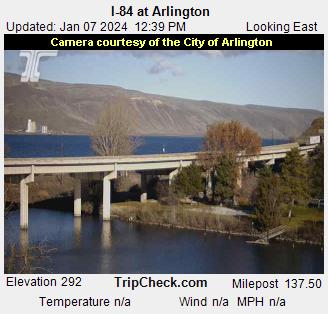 I-84 at Arlington
Updated: Jan 07 2024 12:39 PM Looking East
Camera courtesy of the City of Arlington
Elevation 292 TripCheck.com Milepost 137.50
Temperature n/a Wind n/a MPH n/a